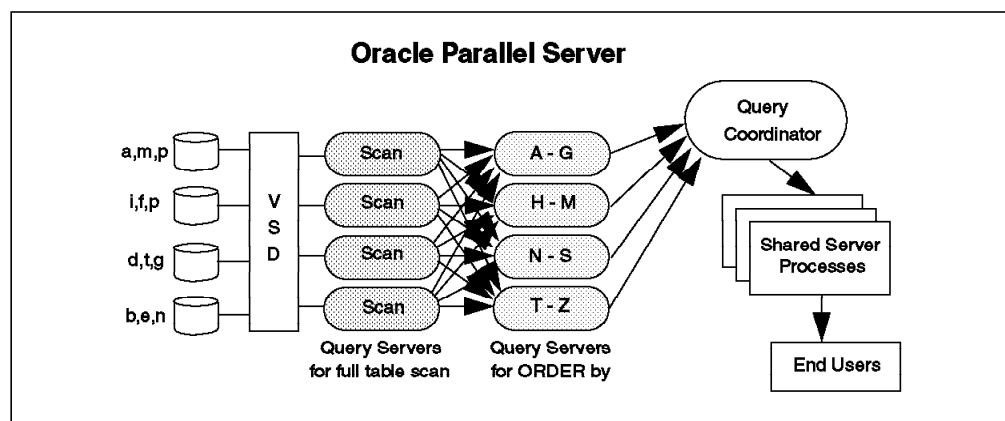 Oracle Parallel Server
a,m,p
i,f,p
d,t,g
b,e,n
V
S
D
Scan
Scan
Scan
Scan
Query Servers
for full table scan
A - G
H - M
N - S
T - Z
Query Servers
for ORDER by
Query
Coordinator
Shared Server
Processes
End Users